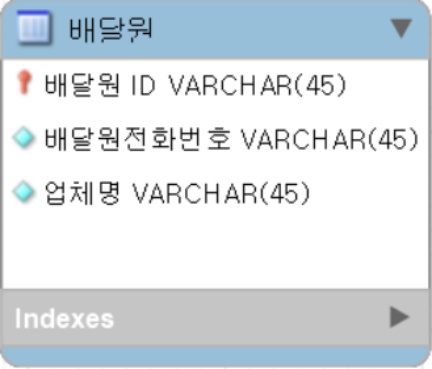 배달원
배달원 ID VARCHAR(45)
배달원전화번호 VARCHAR(45)
업체명 VARCHAR(45)
Indexes